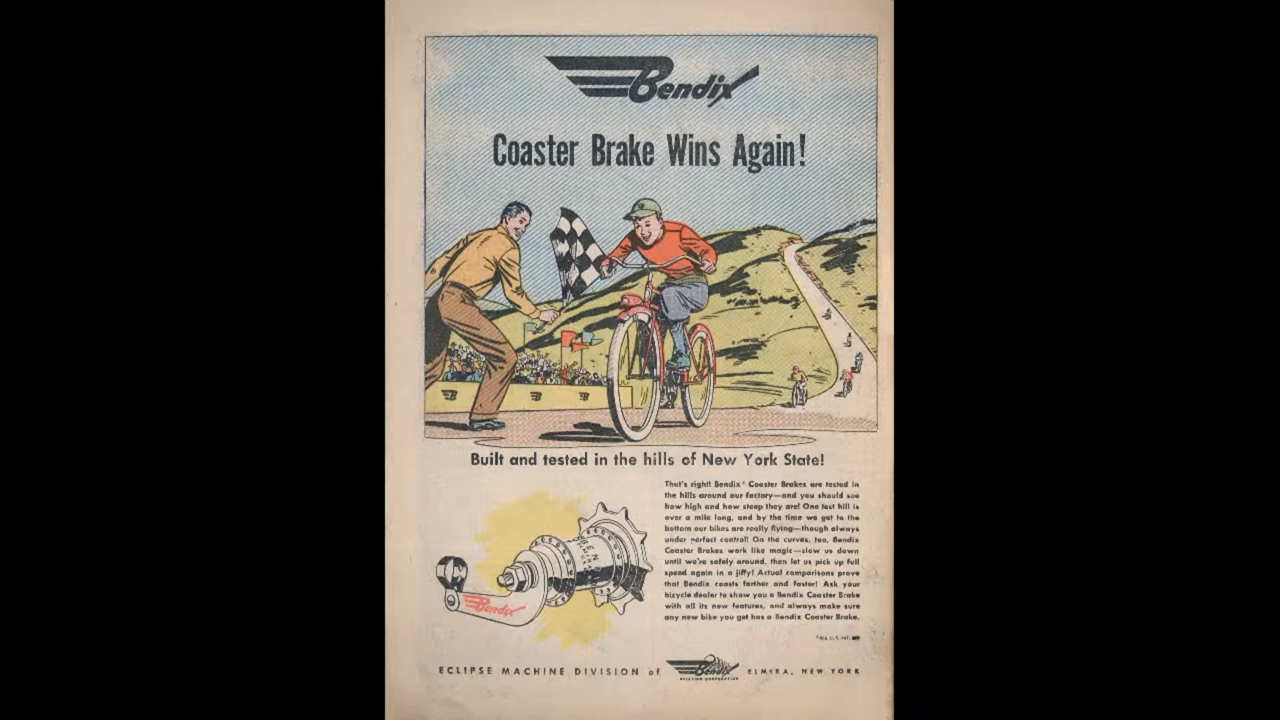 Bendix
Coaster Brake Wins Again!
Built and tested in the hills of New York State!
That's right! Bendix* Coaster Brakes are tested in
the hills around our factory—and you should see
how high and how steep they are! One test hill is
over a mile long, and by the time we get to the
bottom our bikes are really flying—though always
under perfect control! On the curves, too, Bendix
Coaster Brakes work like magic—slow us down
until we're safely around, then let us pick up full
speed again in a jiffy! Actual comparisons prove
that Bendix coasts farther and faster! Ask your
bicycle dealer to show you a Bendix Coaster Brake
with all its new features, and always make sure
any new bike you get has a Bendix Coaster Brake.
Bendix
*REG. U.S. PAT. OFF.
ECLIPSE MACHINE DIVISION of Bendix ELMIRA, NEW YORK
AVIATION CORPORATION